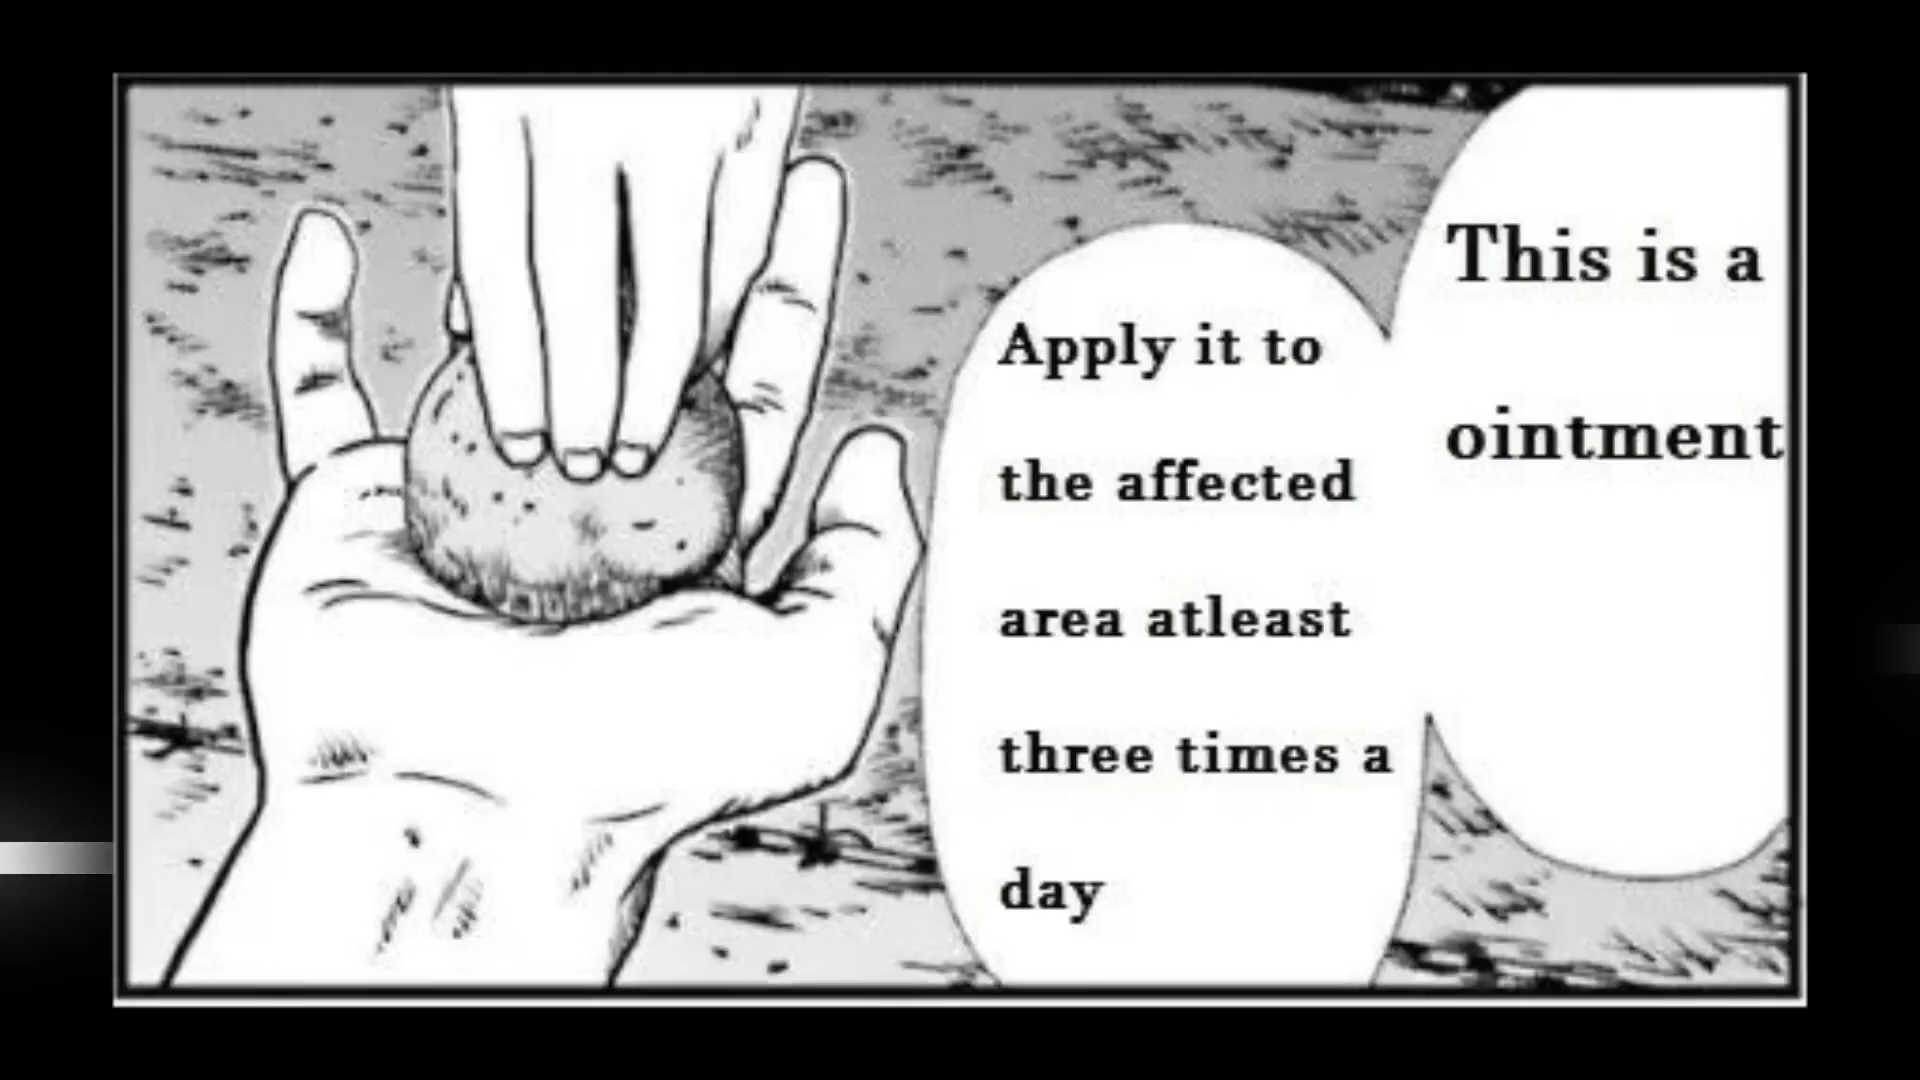 This is a
ointment
Apply it to
the affected
area atleast
three times a
day